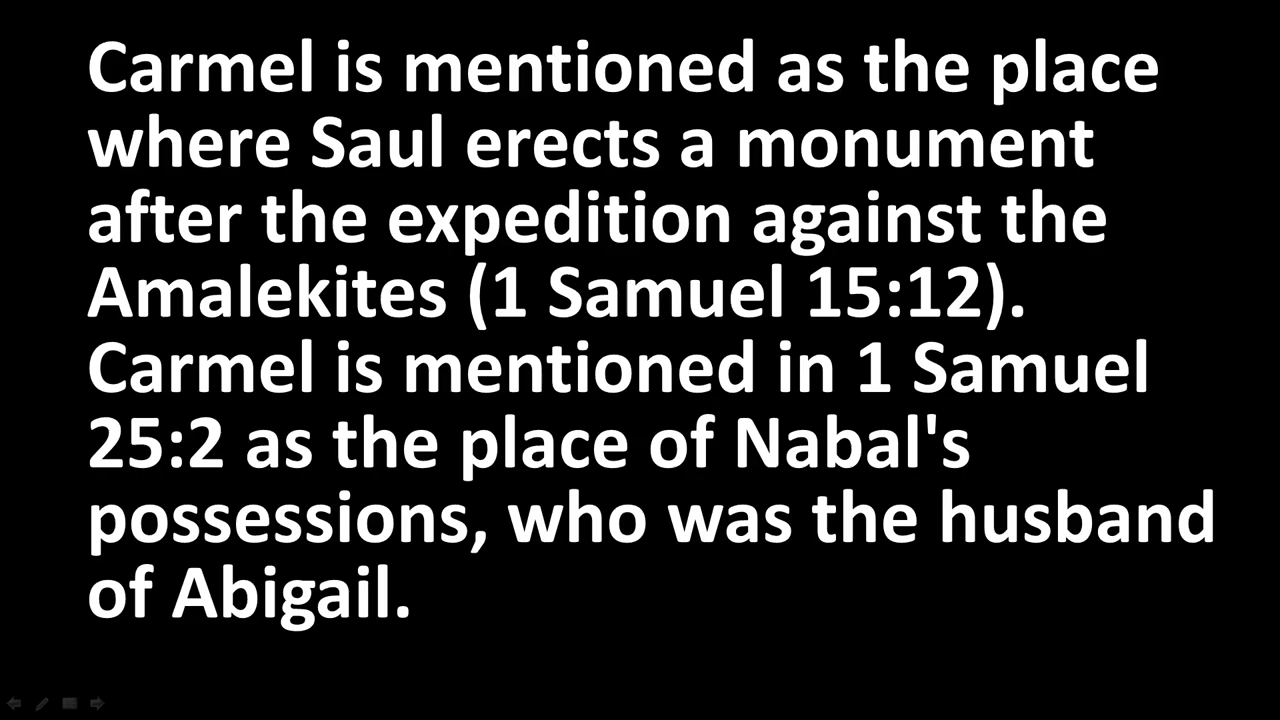 Carmel is mentioned as the place
where Saul erects a monument
after the expedition against the
Amalekites (1 Samuel 15:12).
Carmel is mentioned in 1 Samuel
25:2 as the place of Nabal's
possessions, who was the husband
of Abigail.